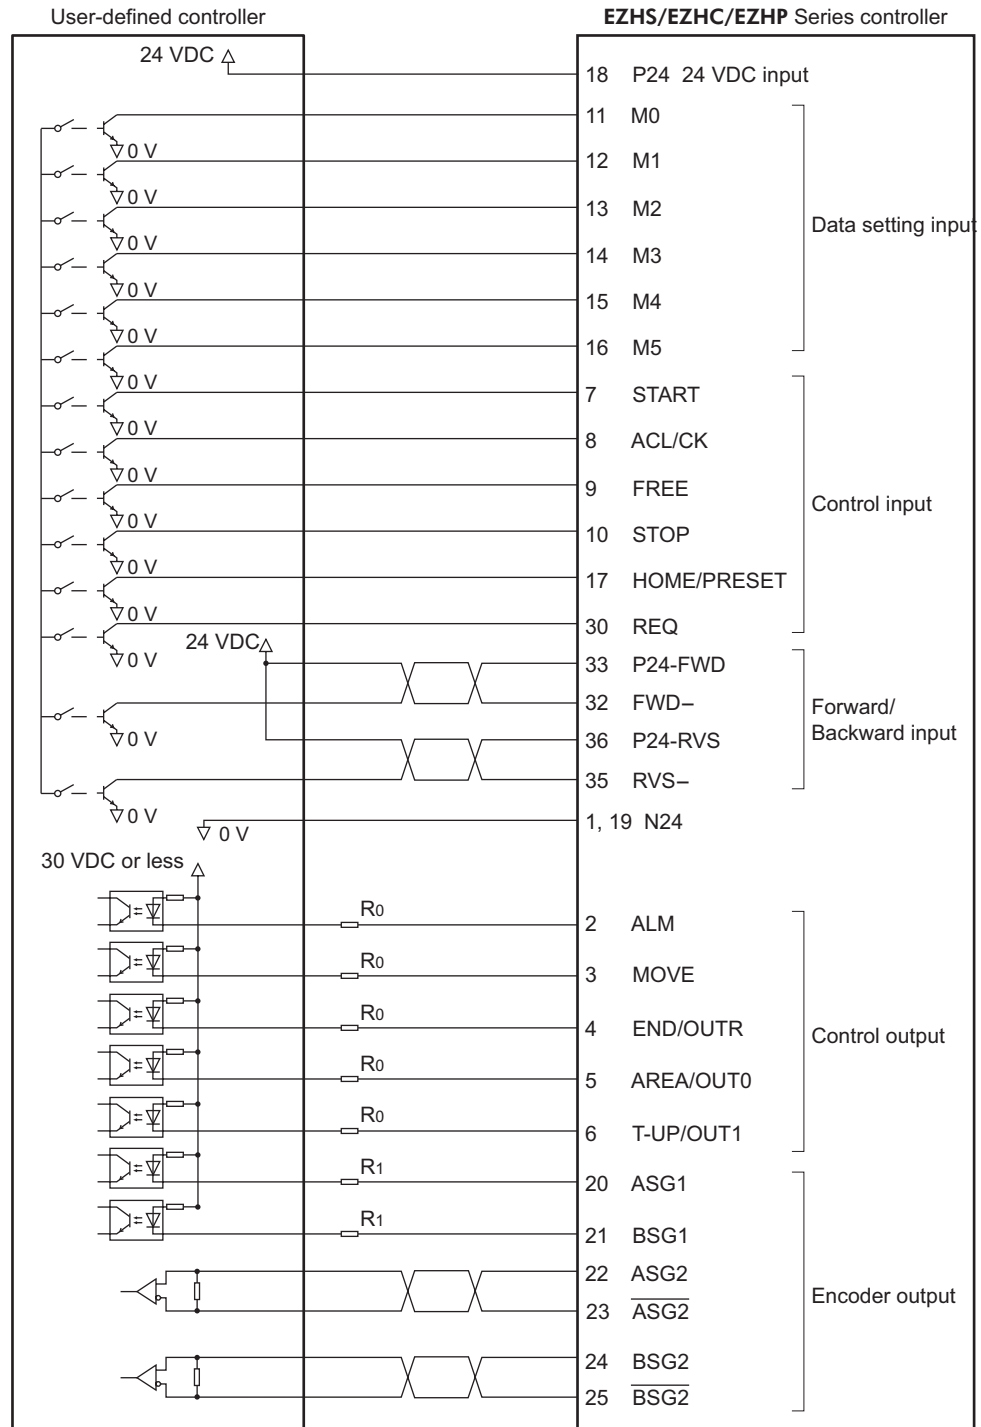 User-defined controller
EZHS/EZHC/EZHP Series controller
24 VDC
18 P24 24 VDC input
11 M0
0 V
12 M1
0 V
13 M2
Data setting input
0 V
14 M3
0 V
15 M4
0 V
16 M5
0 V
7 START
0 V
8 ACL/CK
0 V
9 FREE
Control input
0 V
10 STOP
0 V
17 HOME/PRESET
0 V
30 REQ
24 VDC
0 V
33 P24-FWD
32 FWD–
Forward/
Backward input
0 V
36 P24-RVS
35 RVS–
0 V
1, 19 N24
0 V
30 VDC or less
R0
2 ALM
R0
3 MOVE
R0
4 END/OUTR
Control output
R0
5 AREA/OUT0
R0
6 T-UP/OUT1
R1
20 ASG1
R1
21 BSG1
22 ASG2
Encoder output
23 A̅S̅G̅2̅
24 BSG2
25 B̅S̅G̅2̅